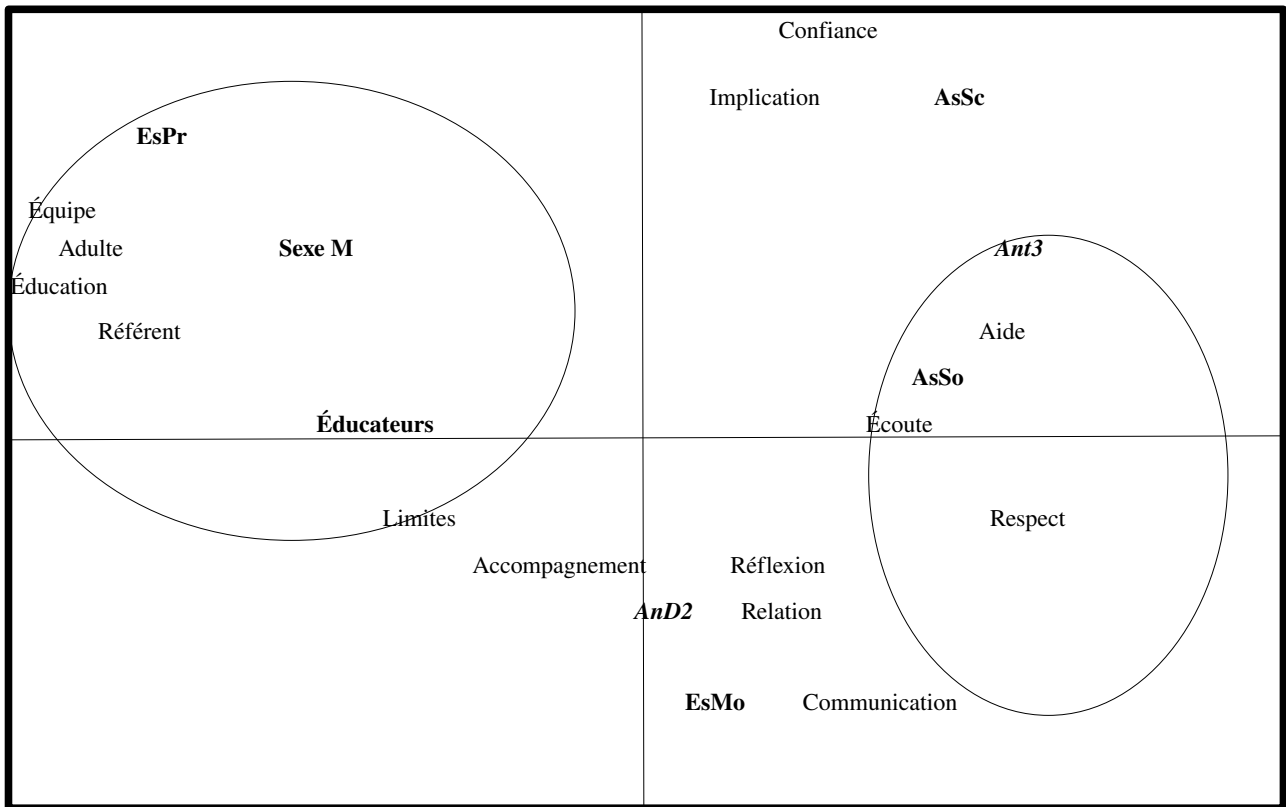 Confiance
Implication AsSc
EsPr
Équipe
Adulte Sexe M Ant3
Éducation
Référent Aide
AsSo
Éducateurs Écoute
Limites Respect
Accompagnement Réflexion
AnD2 Relation
EsMo Communication